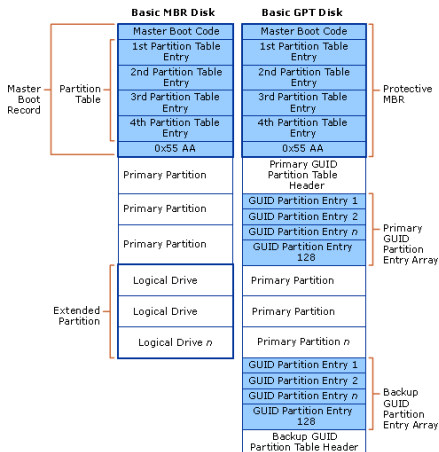 Basic MBR Disk
Basic GPT Disk
Master Boot Code
1st Partition Table
Entry
2nd Partition Table
Entry
3rd Partition Table
Entry
4th Partition Table
Entry
0x55 AA
Master
Boot
Record
Partition
Table
Primary Partition
Primary Partition
Primary Partition
Logical Drive
Logical Drive
Logical Drive n
Extended
Partition
Master Boot Code
1st Partition Table
Entry
2nd Partition Table
Entry
3rd Partition Table
Entry
4th Partition Table
Entry
0x55 AA
Protective
MBR
Primary GUID
Partition Table
Header
GUID Partition Entry 1
GUID Partition Entry 2
GUID Partition Entry n
GUID Partition Entry
128
Primary
GUID
Partition
Entry Array
Primary Partition
Primary Partition
Primary Partition n
GUID Partition Entry 1
GUID Partition Entry 2
GUID Partition Entry n
GUID Partition Entry
128
Backup
GUID
Partition
Entry Array
Backup GUID
Partition Table Header